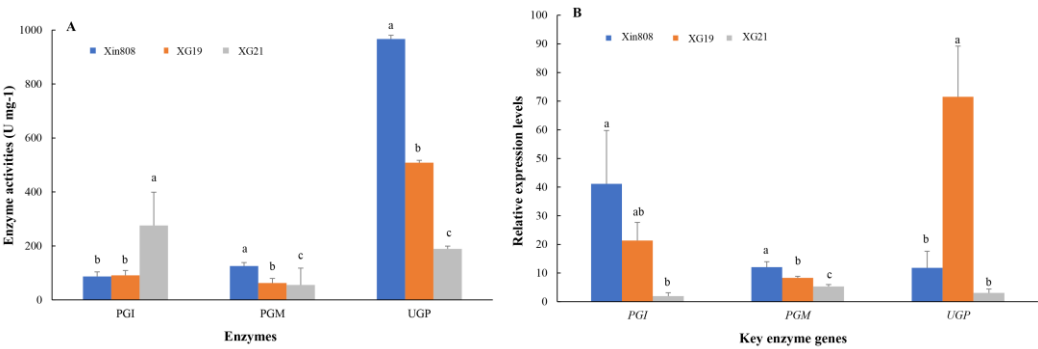 A
Xin808 XG19 XG21
Enzyme activities (U mg-1)
1000
800
600
400
200
0
a
b
c
a
b b
a
b
c
PGI PGM UGP
Enzymes
B
Xin808 XG19 XG21
Relative expression levels
100
90
80
70
60
50
40
30
20
10
0
a
a
ab
b
a
b
c
b
b
PGI PGM UGP
Key enzyme genes